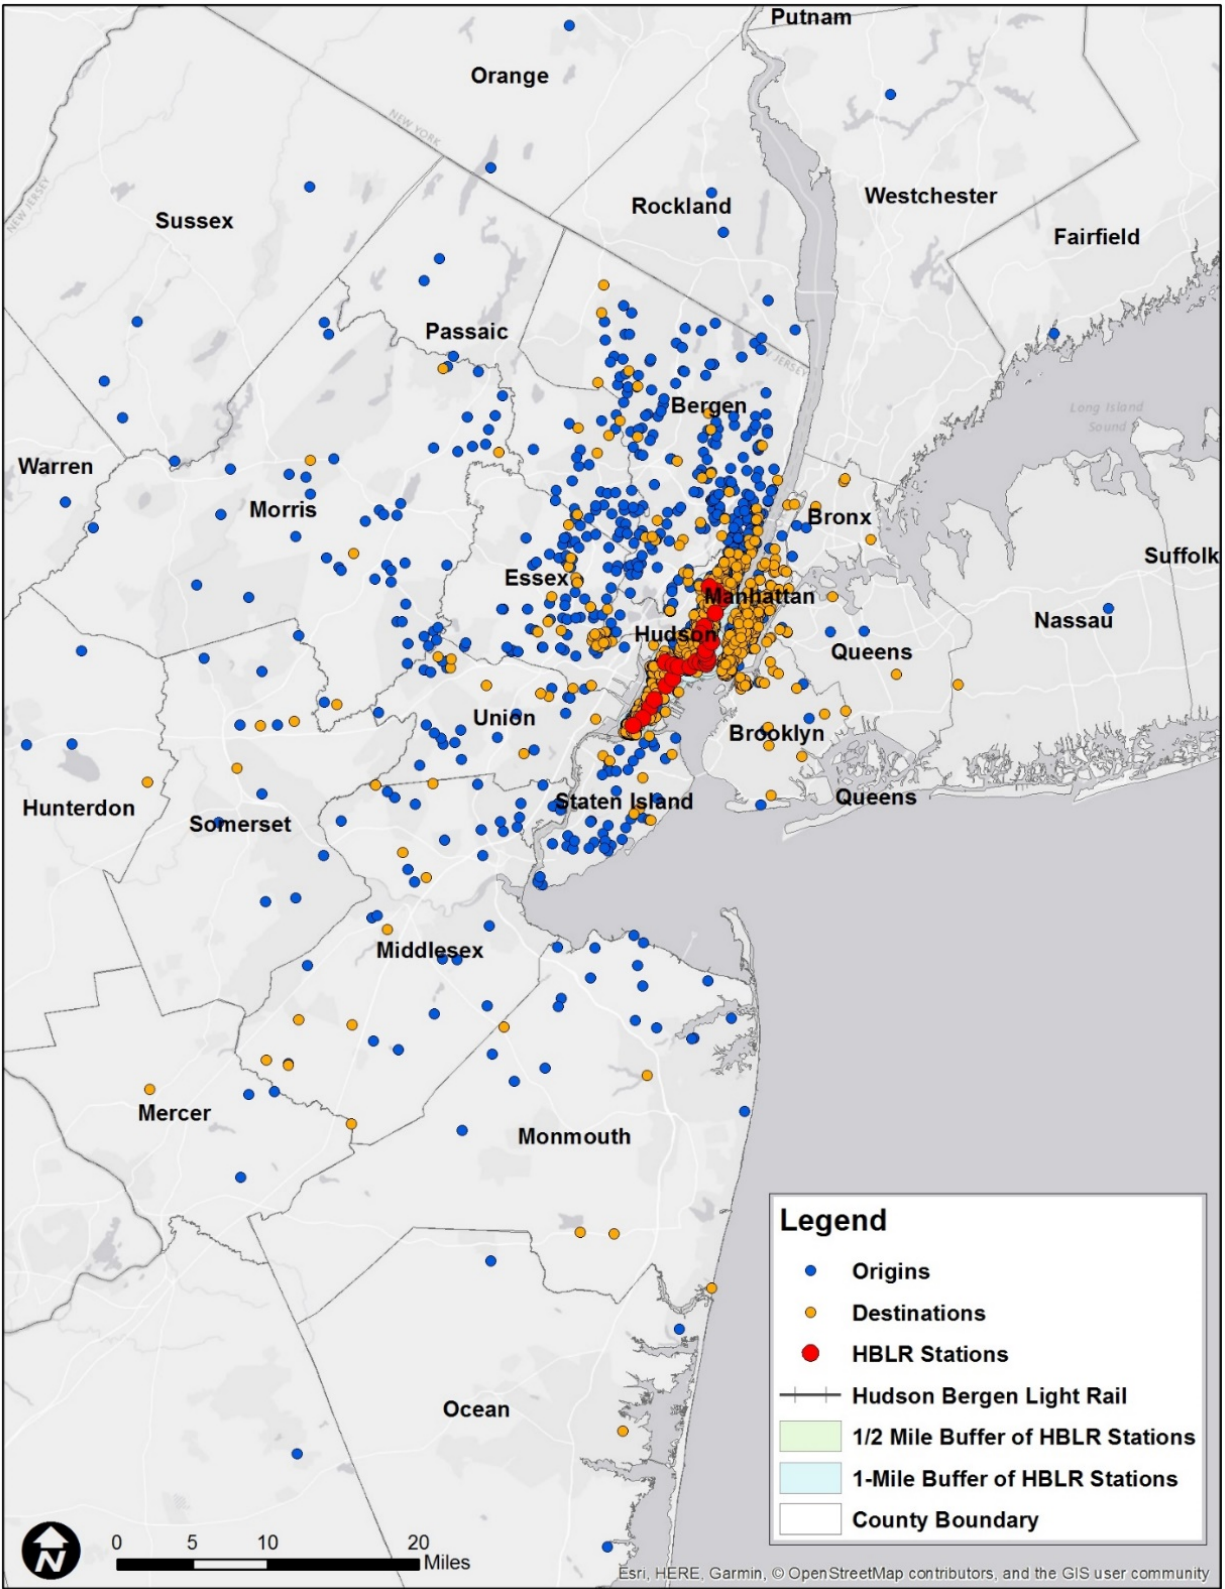 Putnam
Orange
NEW YORK
Westchester
Rockland
NEW JERSEY
Sussex
Fairfield
Passaic
JERSEY
Bergen
Long Island
Sound
Warren
Morris
Bronx
Suffolk
Essex
Manhattan
Nassau
Hudson
Queens
Union
Brooklyn
Hunterdon
Staten Island
Queens
Somerset
Middlesex
Mercer
Monmouth
Ocean
Legend
Origins
Destinations
HBLR Stations
Hudson Bergen Light Rail
1/2 Mile Buffer of HBLR Stations
1-Mile Buffer of HBLR Stations
County Boundary
N
0 5 10 20
Miles
Esri, HERE, Garmin, © OpenStreetMap contributors, and the GIS user community